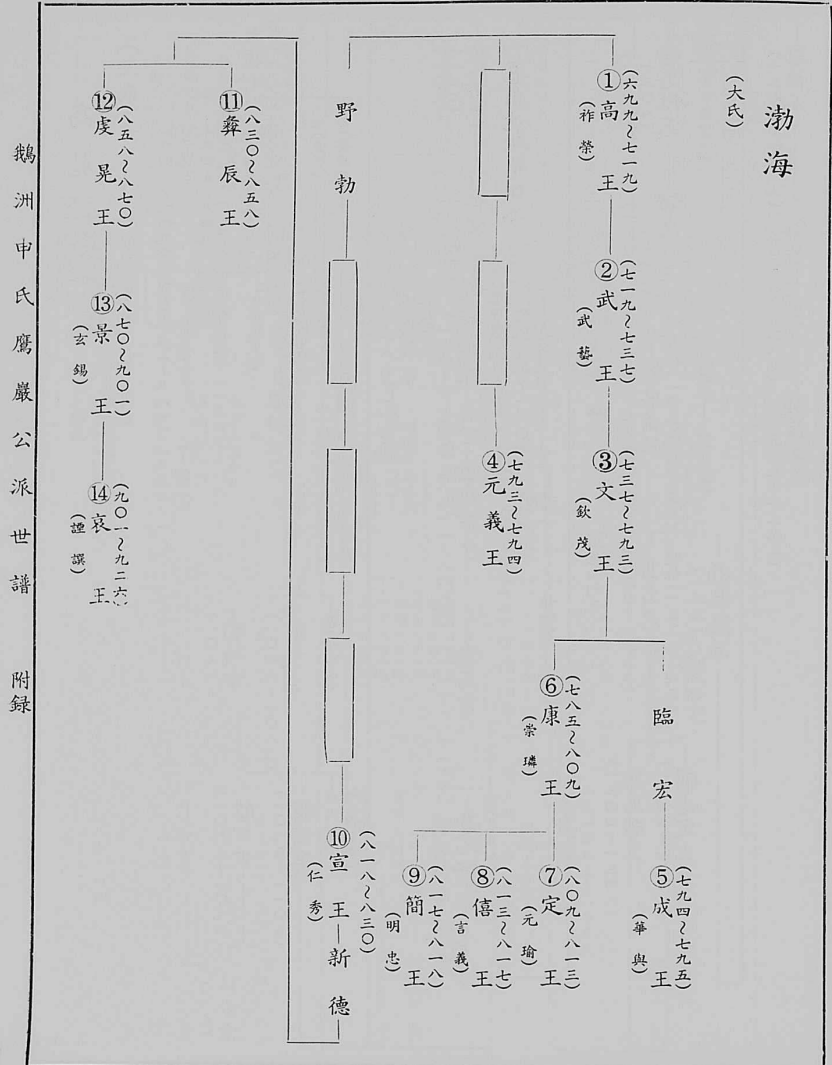 渤海
(大氏)
(六九九~七一九)
①高王
(祚榮)
(七一九~七三七)
②武王
(武藝)
(七三七~七九三)
③文王
(欽茂)
臨宏
(七九四~七九五)
⑤成王
(華與)
(七八五~八〇九)
⑥康王
(崇璘)
(八〇九~八一三)
⑦定王
(元瑜)
(八一三~八一七)
⑧僖王
(言義)
(八一七~八一八)
⑨簡王
(明忠)
(七九三~七九四)
④元義王
野勃
(八一八~八三〇)
⑩宣王
(仁秀)
新德
(八三〇~八五八)
⑪彜辰王
(八五八~八七〇)
⑫虔晃王
(八七〇~九〇一)
⑬景王
(玄錫)
(九〇一~九二六)
⑭哀王
(諲譔)
鵝洲申氏鷹巖公派世譜 附錄